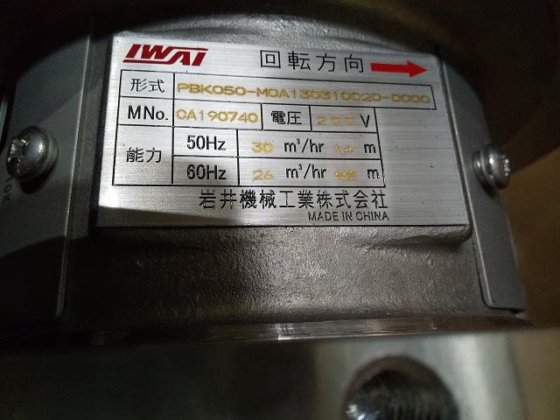 IWAI 回転方向
形式 PBK050-M0A130310020-0000
MNo. CA190740 電圧 200 V
能力 50Hz 30 m³/hr 14 m
60Hz 26 m³/hr m
岩井機械工業株式会社
MADE IN CHINA